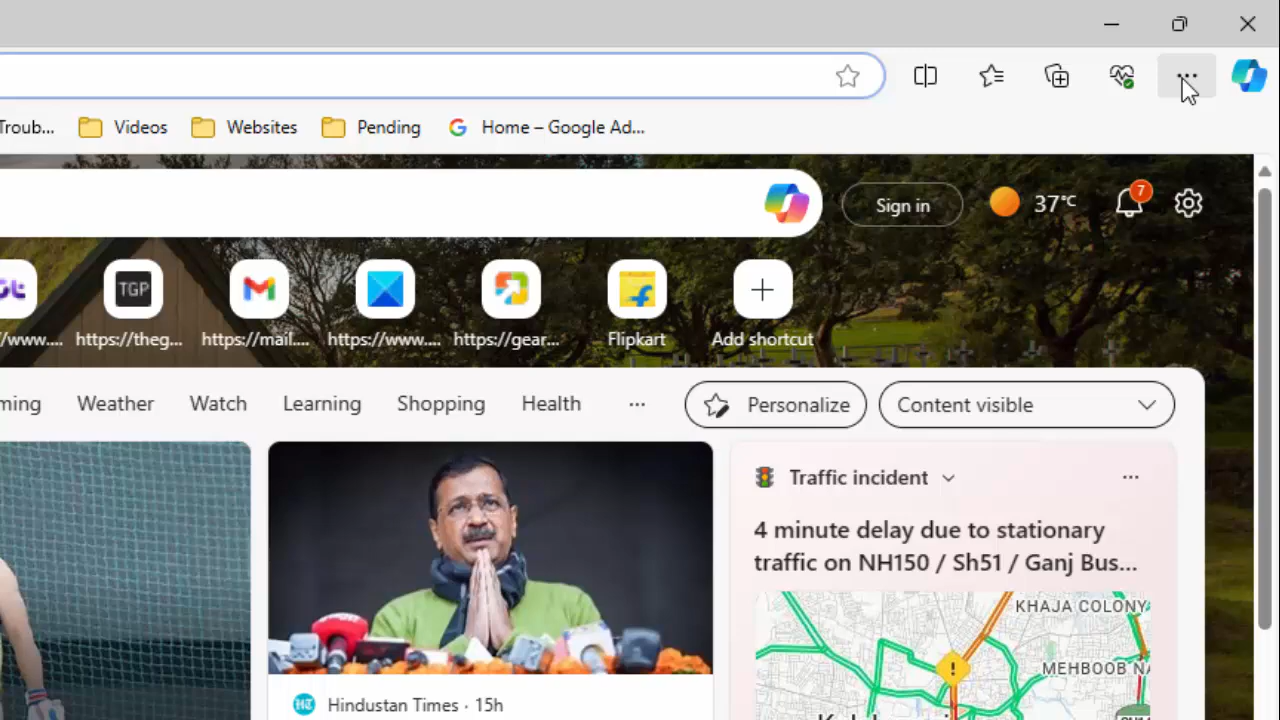 Troub...
Videos
Websites
Pending
Home – Google Ad...
Sign in
37°C
7
TGP
https://theg...
https://mail....
https://www....
https://gear...
Flipkart
Add shortcut
Weather
Watch
Learning
Shopping
Health
...
Personalize
Content visible
Traffic incident
...
4 minute delay due to stationary
traffic on NH150 / Sh51 / Ganj Bus...
KHAJA COLONY
MEHBOOB NA
Hindustan Times · 15h